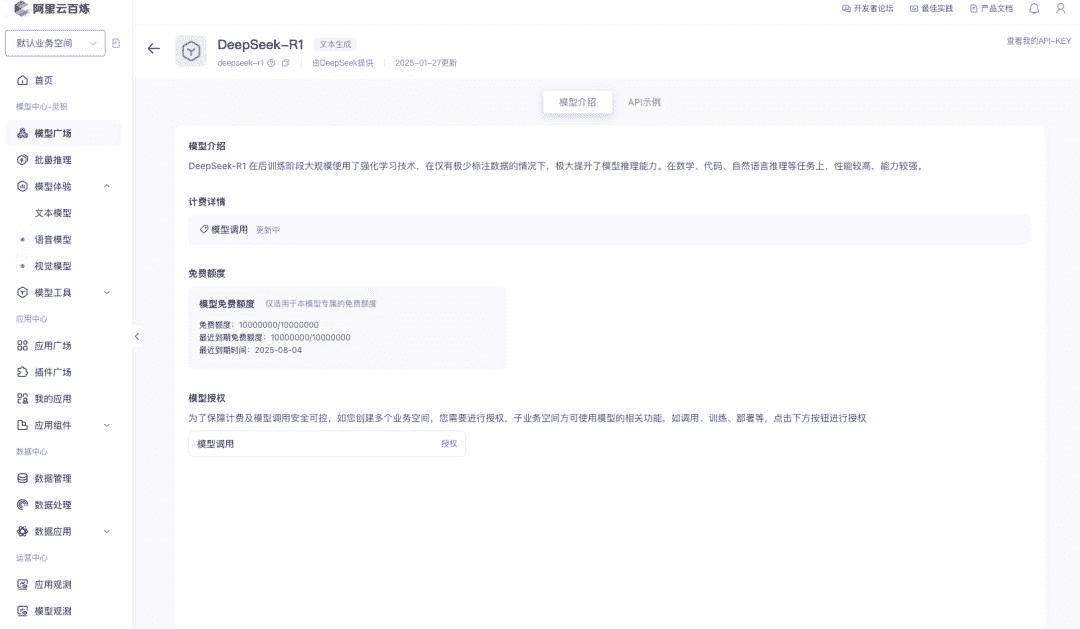 阿里云百炼
开发者论坛 最佳实践 产品文档
默认业务空间
首页
模型中心-灵积
模型广场
批量推理
模型体验
文本模型
语音模型
视觉模型
模型工具
应用中心
应用广场
插件广场
我的应用
应用组件
数据中心
数据管理
数据处理
数据应用
运营中心
应用观测
模型观测
DeepSeek-R1 文本生成
deepseek-r1 由DeepSeek提供 2025-01-27更新
查看我的API-KEY
模型介绍 API示例
模型介绍
DeepSeek-R1 在后训练阶段大规模使用了强化学习技术，在仅有极少标注数据的情况下，极大提升了模型推理能力。在数学、代码、自然语言推理等任务上，性能较高，能力较强。
计费详情
模型调用 更新中
免费额度
模型免费额度 仅适用于本模型专属的免费额度
免费额度：10000000/10000000
最近到期免费额度：10000000/10000000
最近到期时间：2025-08-04
模型授权
为了保障计费及模型调用安全可控，如您创建多个业务空间，您需要进行授权，子业务空间方可使用模型的相关功能，如调用、训练、部署等，点击下方按钮进行授权
模型调用 授权